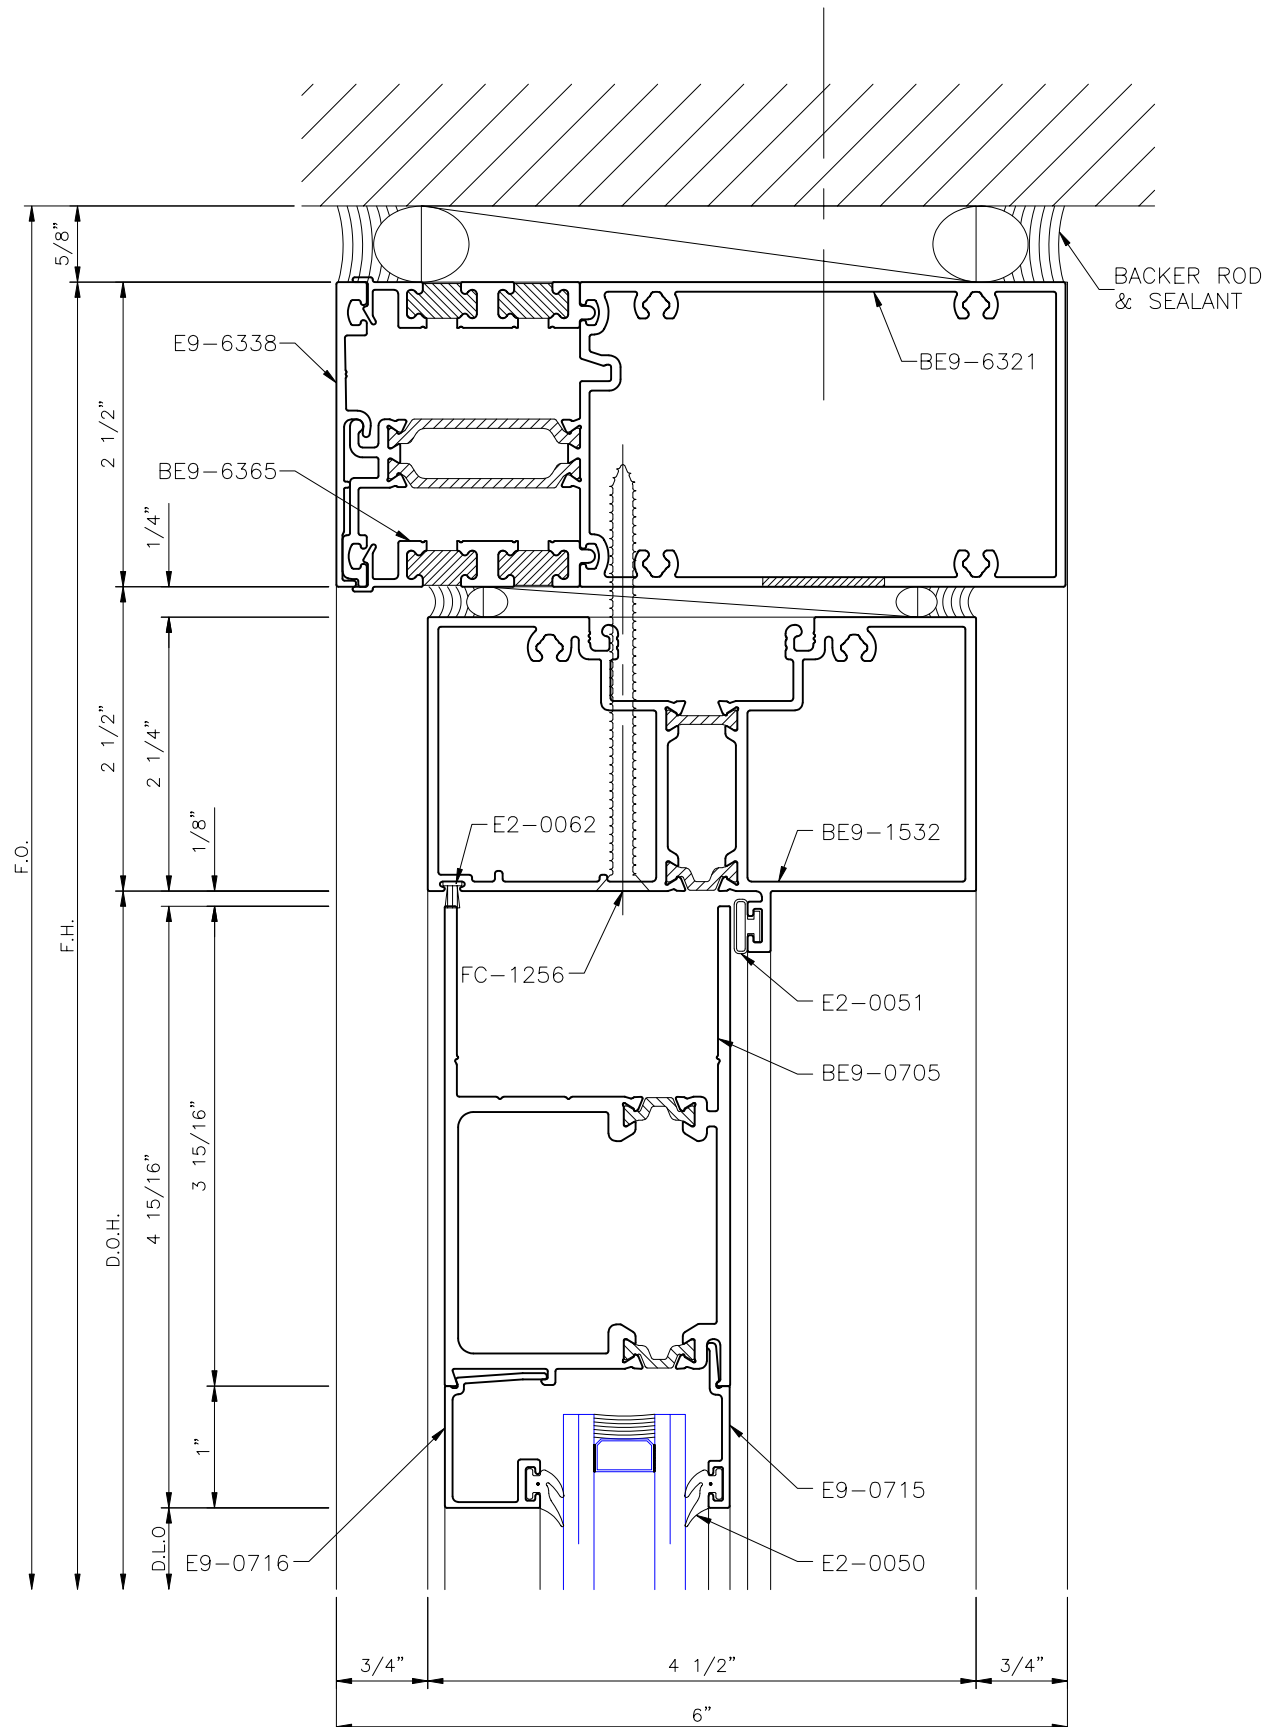 5/8"
BACKER ROD
& SEALANT
E9-6338
BE9-6321
2 1/2"
BE9-6365
1/4"
2 1/2"
2 1/4"
1/8"
E2-0062
BE9-1532
F.O.
F.H.
FC-1256
E2-0051
BE9-0705
3 15/16"
4 15/16"
D.O.H.
1"
E9-0715
D.L.O
E9-0716
E2-0050
3/4"
4 1/2"
3/4"
6"